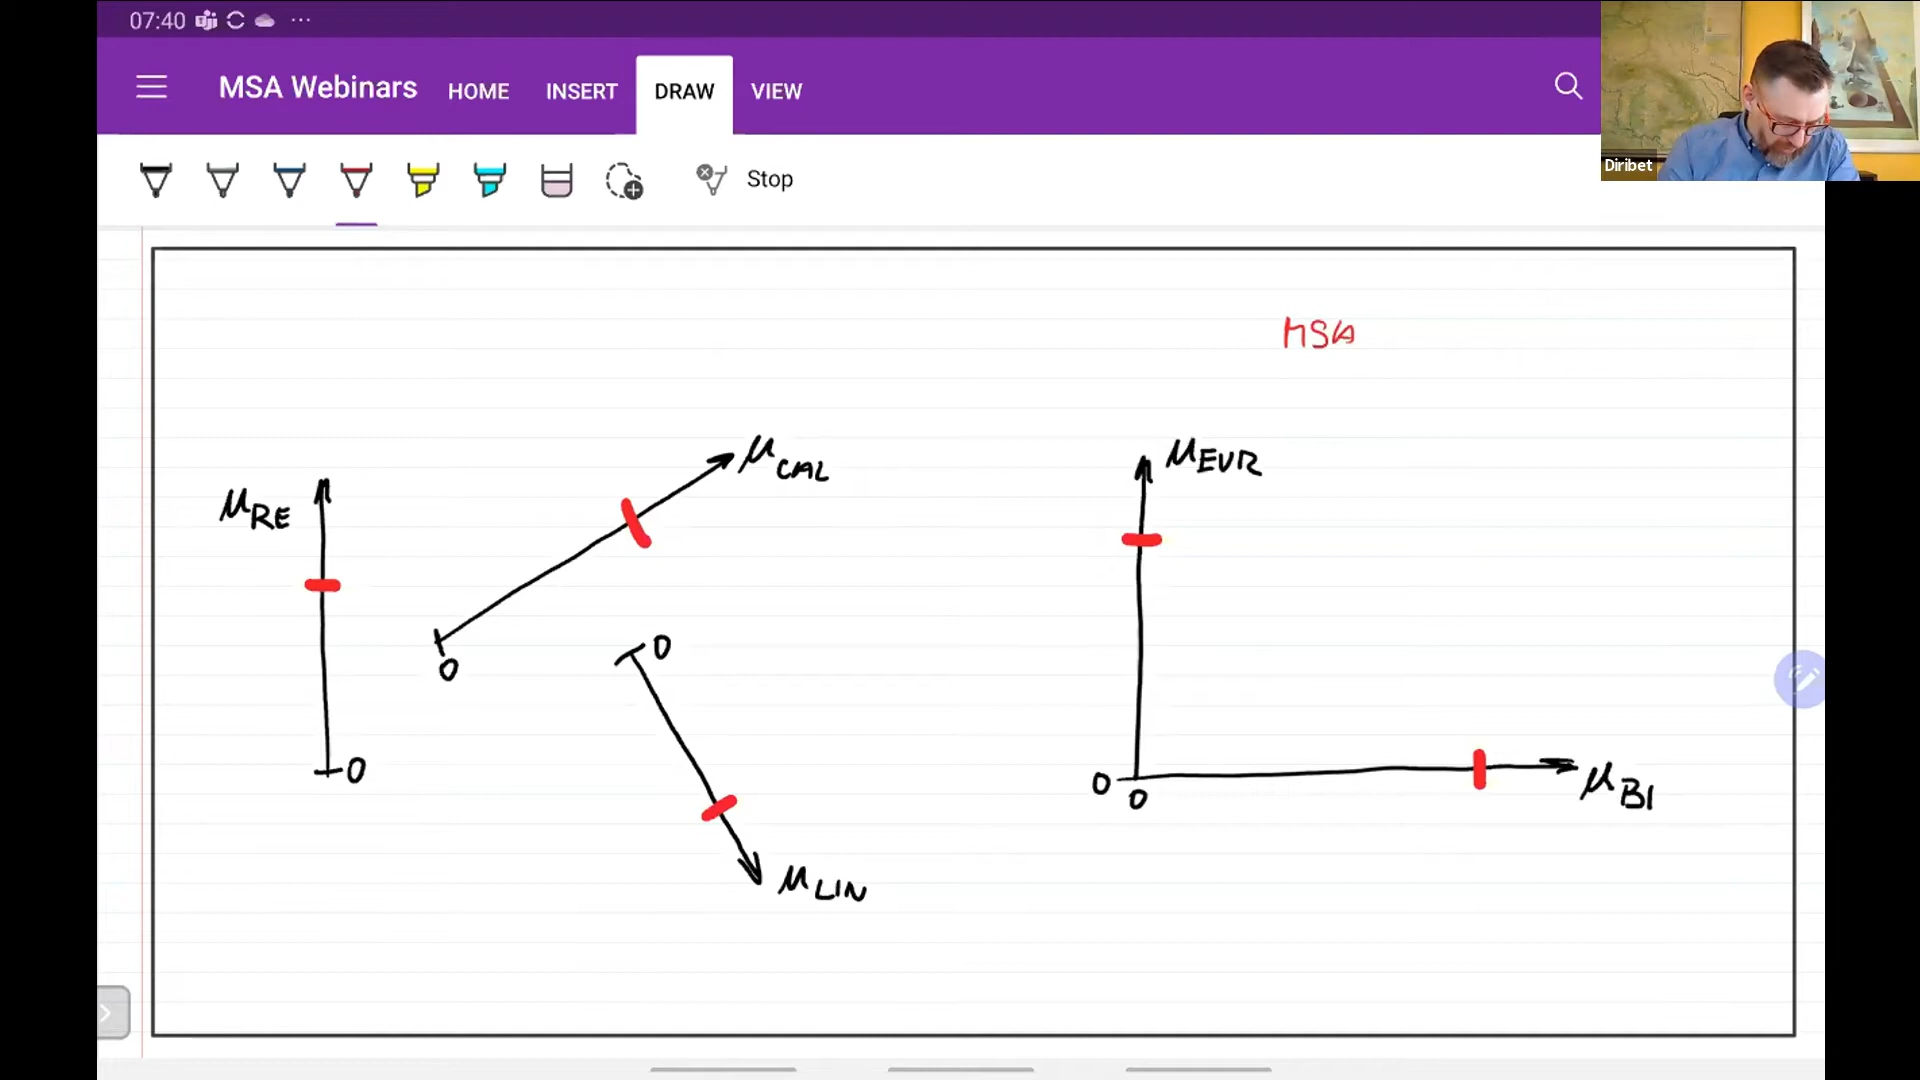 07:40 ...
MSA Webinars HOME INSERT DRAW VIEW
Diribet
Stop
MSA
μCAL
μRE
0
0
0
μLIN
μEVR
0
0
μBI